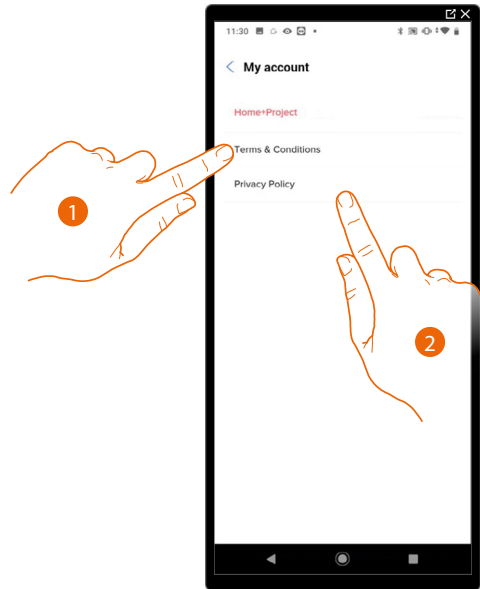 11:30
My account
Home+Project
Terms & Conditions
Privacy Policy
1
2